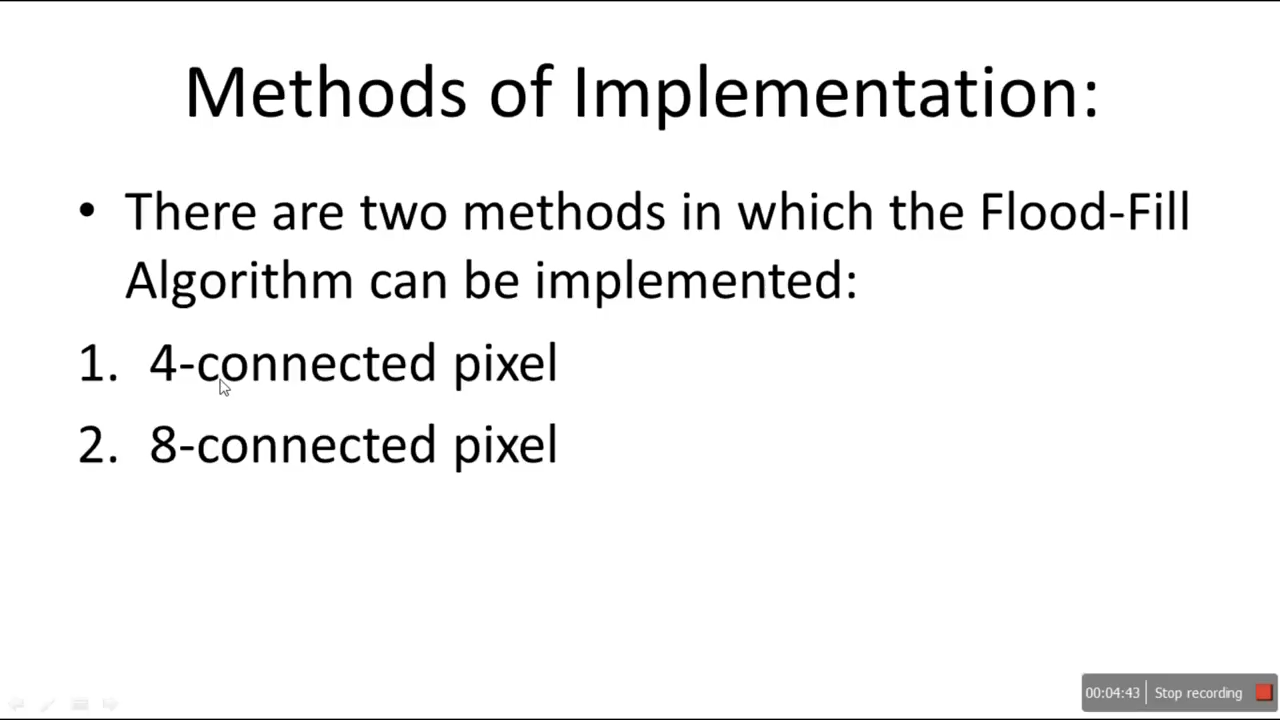 Methods of Implementation:
• There are two methods in which the Flood-Fill
Algorithm can be implemented:
1. 4-connected pixel
2. 8-connected pixel
00:04:43 Stop recording